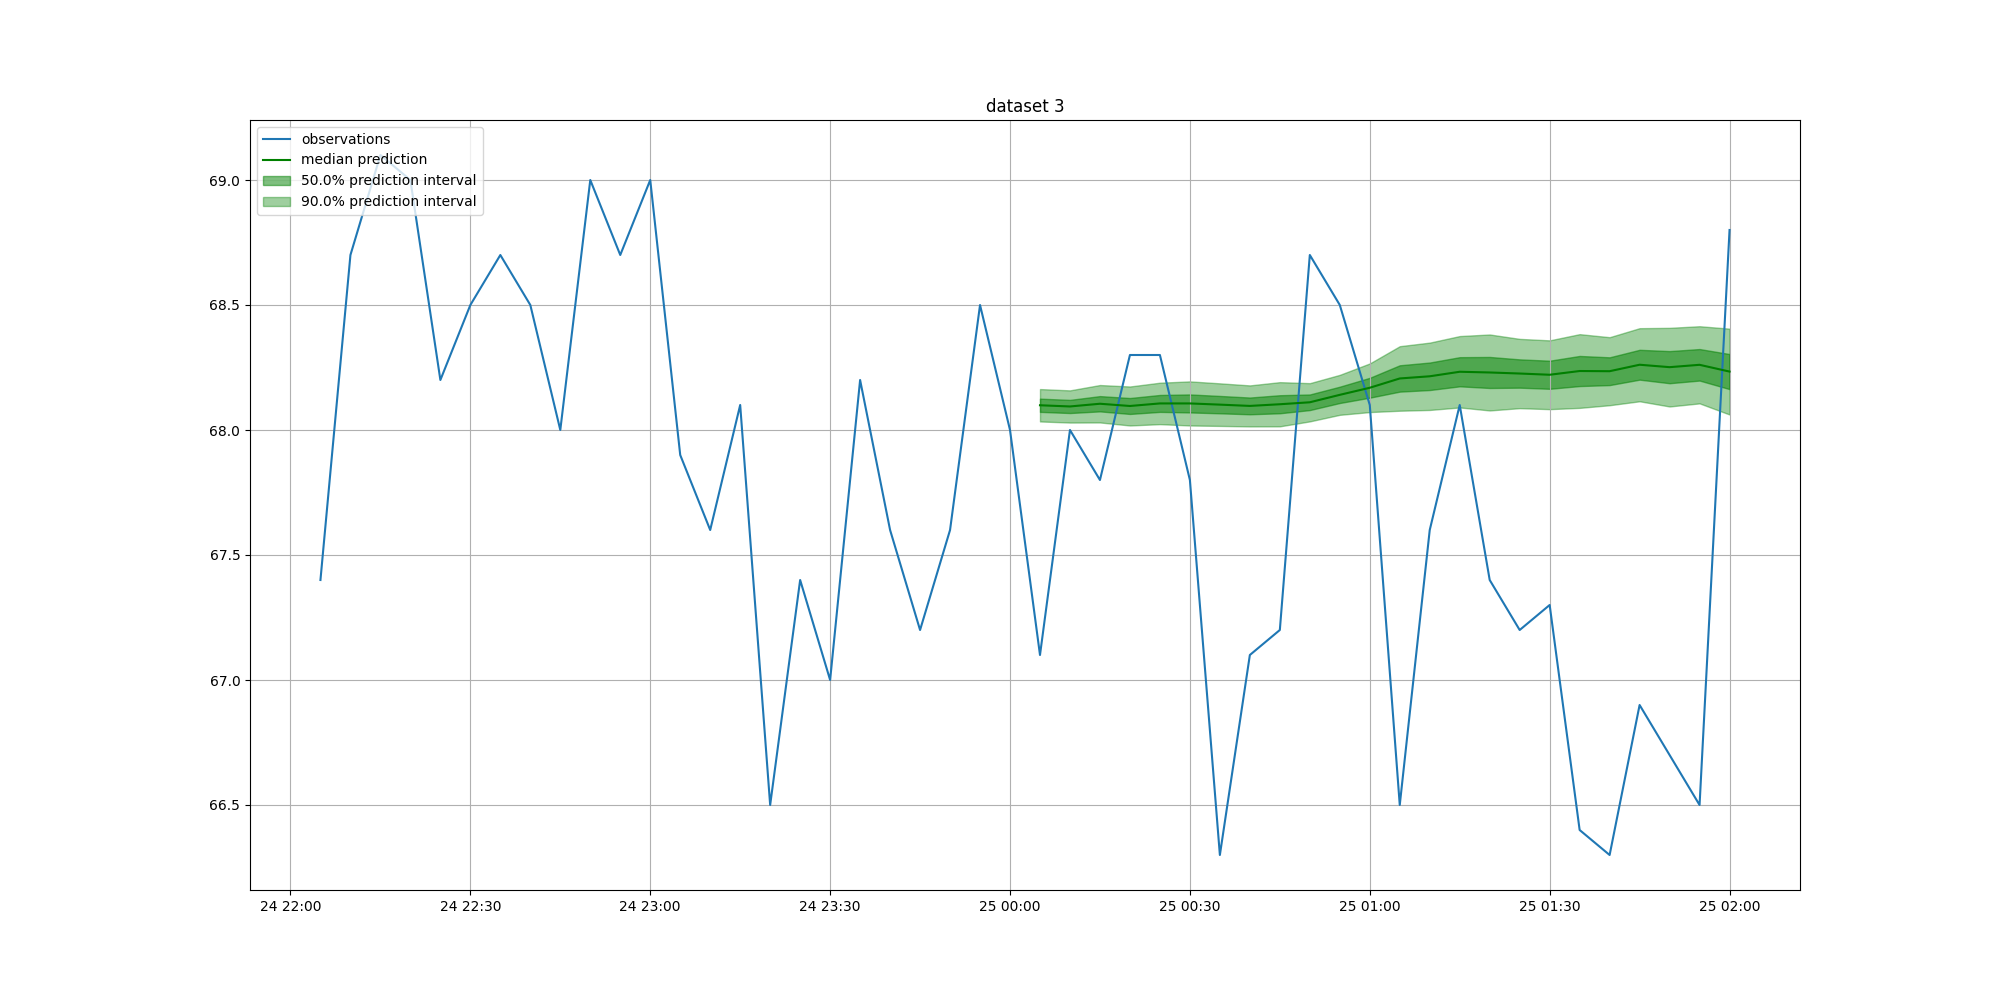 dataset 3
observations
median prediction
50.0% prediction interval
90.0% prediction interval
69.0
68.5
68.0
67.5
67.0
66.5
24 22:00 24 22:30 24 23:00 24 23:30 25 00:00 25 00:30 25 01:00 25 01:30 25 02:00